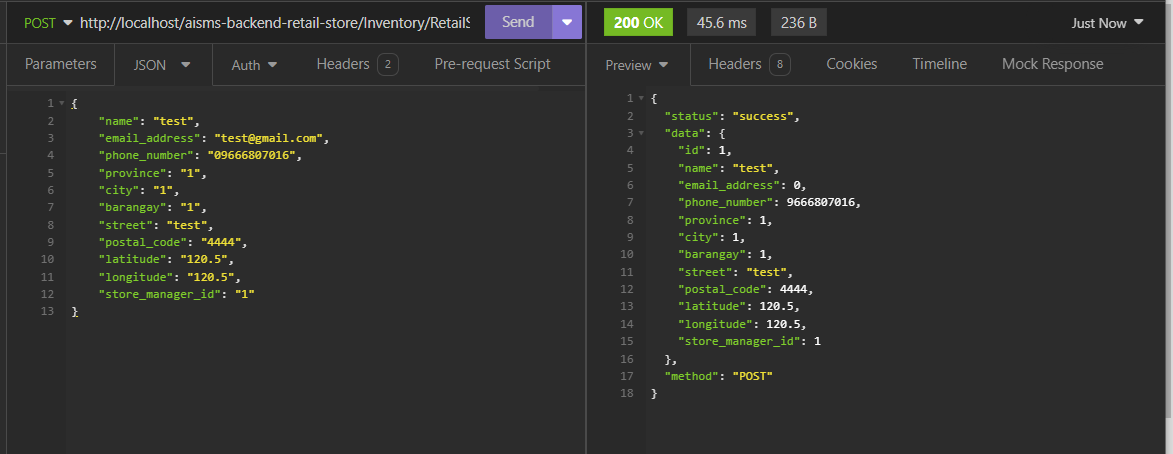 POST http://localhost/aisms-backend-retail-store/Inventory/RetailS Send 200 OK 45.6 ms 236 B Just Now
Parameters JSON Auth Headers 2 Pre-request Script Preview Headers 8 Cookies Timeline Mock Response
1 {
2 "name": "test",
3 "email_address": "test@gmail.com",
4 "phone_number": "09666807016",
5 "province": "1",
6 "city": "1",
7 "barangay": "1",
8 "street": "test",
9 "postal_code": "4444",
10 "latitude": "120.5",
11 "longitude": "120.5",
12 "store_manager_id": "1"
13 }
1 {
2 "status": "success",
3 "data": {
4 "id": 1,
5 "name": "test",
6 "email_address": 0,
7 "phone_number": 9666807016,
8 "province": 1,
9 "city": 1,
10 "barangay": 1,
11 "street": "test",
12 "postal_code": 4444,
13 "latitude": 120.5,
14 "longitude": 120.5,
15 "store_manager_id": 1
16 },
17 "method": "POST"
18 }